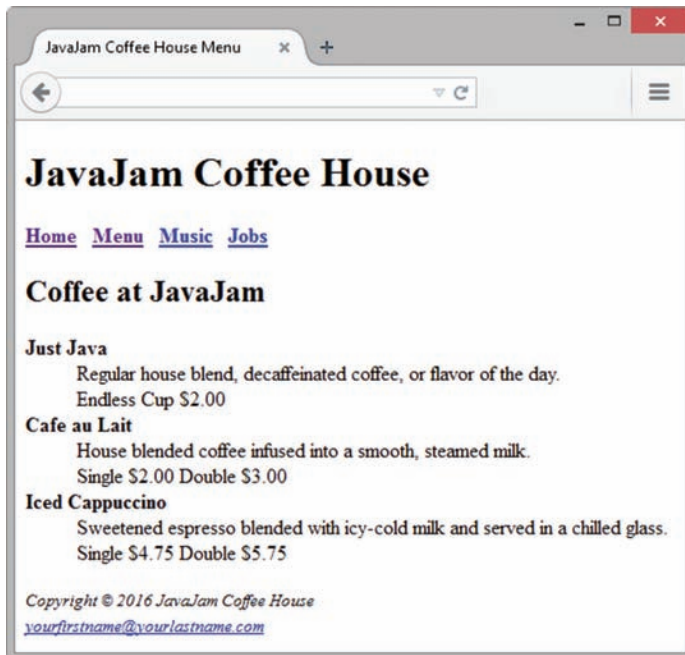 JavaJam Coffee House Menu
JavaJam Coffee House
Home Menu Music Jobs
Coffee at JavaJam
Just Java
Regular house blend, decaffeinated coffee, or flavor of the day.
Endless Cup $2.00
Cafe au Lait
House blended coffee infused into a smooth, steamed milk.
Single $2.00 Double $3.00
Iced Cappuccino
Sweetened espresso blended with icy-cold milk and served in a chilled glass.
Single $4.75 Double $5.75
Copyright © 2016 JavaJam Coffee House
yourfirstname@yourlastname.com